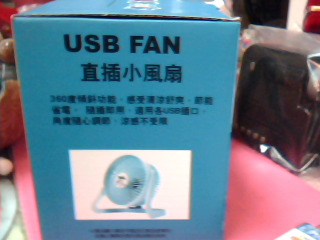 USB FAN
直插小風扇
360度傾斜功能，感受清涼舒爽，節能
省電，隨插即用，適用各USB插口，
角度隨心調節，涼感不受限